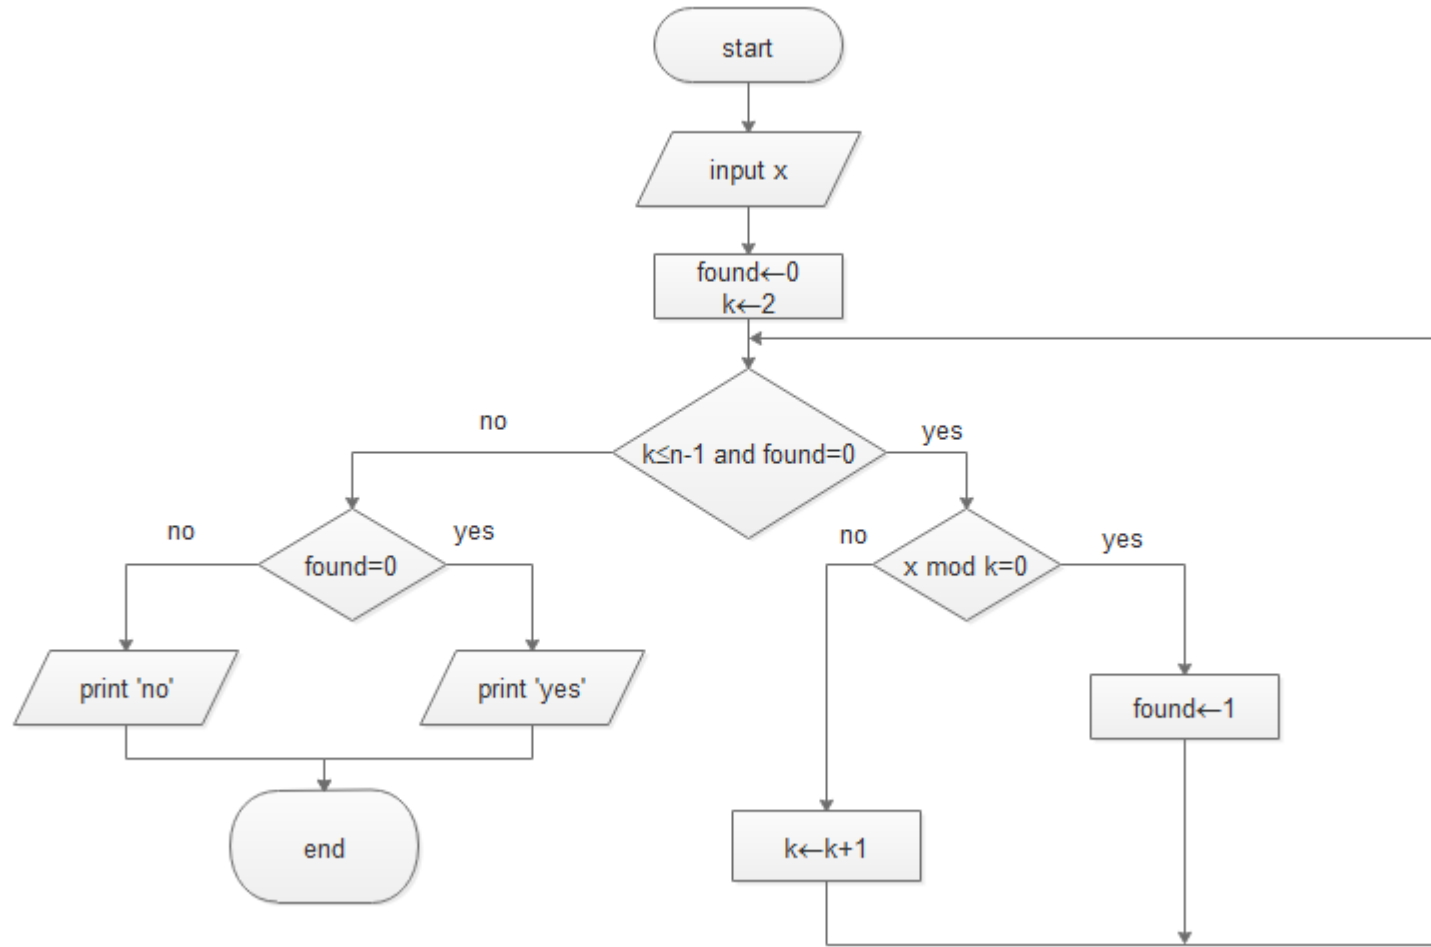 start
input x
found←0
k←2
k≤n-1 and found=0
no
yes
found=0
no
yes
x mod k=0
no
yes
print 'no'
print 'yes'
found←1
k←k+1
end